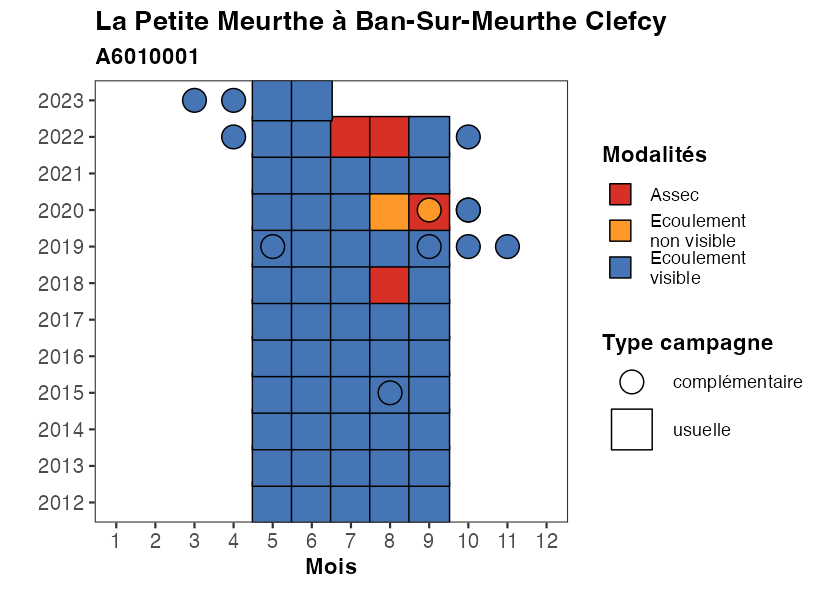 La Petite Meurthe à Ban-Sur-Meurthe Clefcy
A6010001
2023
2022
2021
2020
2019
2018
2017
2016
2015
2014
2013
2012
1 2 3 4 5 6 7 8 9 10 11 12
Mois
Modalités
Assec
Ecoulement
non visible
Ecoulement
visible
Type campagne
complémentaire
usuelle